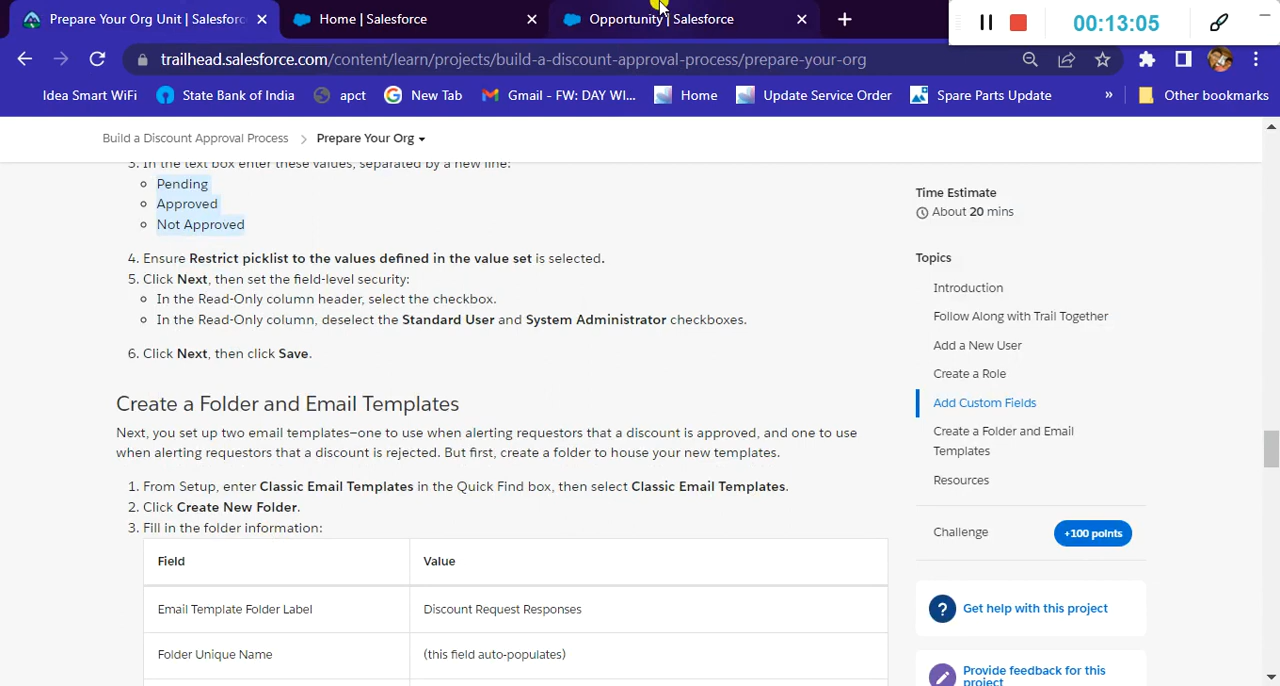 Prepare Your Org Unit | Salesforc
Home | Salesforce
Opportunity | Salesforce
00:13:05
trailhead.salesforce.com/content/learn/projects/build-a-discount-approval-process/prepare-your-org
Idea Smart WiFi
State Bank of India
apct
New Tab
Gmail - FW: DAY WI...
Home
Update Service Order
Spare Parts Update
»
Other bookmarks
Build a Discount Approval Process > Prepare Your Org
3. In the text box enter these values, separated by a new line:
Pending
Approved
Not Approved
4. Ensure Restrict picklist to the values defined in the value set is selected.
5. Click Next, then set the field-level security:
In the Read-Only column header, select the checkbox.
In the Read-Only column, deselect the Standard User and System Administrator checkboxes.
6. Click Next, then click Save.
Create a Folder and Email Templates
Next, you set up two email templates—one to use when alerting requestors that a discount is approved, and one to use
when alerting requestors that a discount is rejected. But first, create a folder to house your new templates.
1. From Setup, enter Classic Email Templates in the Quick Find box, then select Classic Email Templates.
2. Click Create New Folder.
3. Fill in the folder information:
Field
Value
Email Template Folder Label
Discount Request Responses
Folder Unique Name
(this field auto-populates)
Time Estimate
About 20 mins
Topics
Introduction
Follow Along with Trail Together
Add a New User
Create a Role
Add Custom Fields
Create a Folder and Email
Templates
Resources
Challenge
+100 points
Get help with this project
Provide feedback for this
project